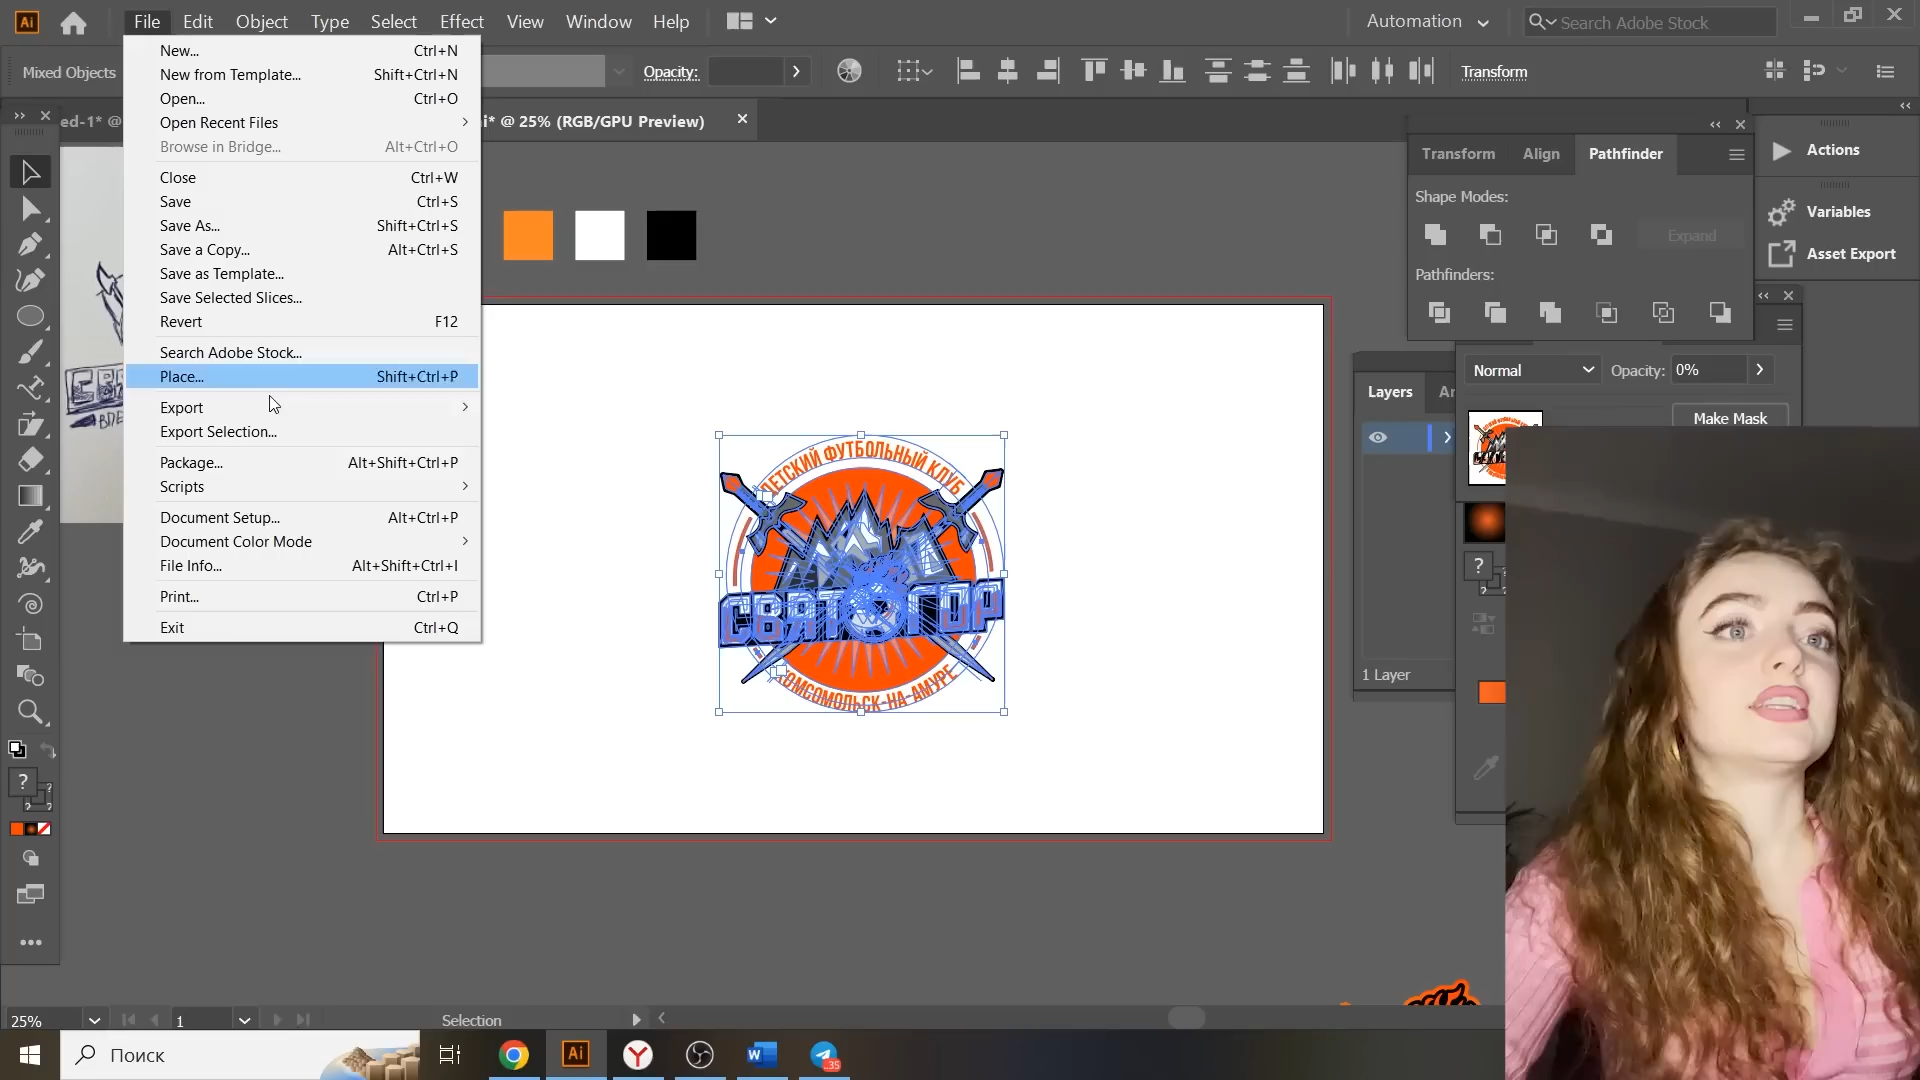 File Edit Object Type Select Effect View Window Help
Automation
Search Adobe Stock
Mixed Objects
Opacity:
Transform
ed-1* @
i* @ 25% (RGB/GPU Preview)
New... Ctrl+N
New from Template... Shift+Ctrl+N
Open... Ctrl+O
Open Recent Files
Browse in Bridge... Alt+Ctrl+O
Close Ctrl+W
Save Ctrl+S
Save As... Shift+Ctrl+S
Save a Copy... Alt+Ctrl+S
Save as Template...
Save Selected Slices...
Revert F12
Search Adobe Stock...
Place... Shift+Ctrl+P
Export
Export Selection...
Package... Alt+Shift+Ctrl+P
Scripts
Document Setup... Alt+Ctrl+P
Document Color Mode
File Info... Alt+Shift+Ctrl+I
Print... Ctrl+P
Exit Ctrl+Q
Transform Align Pathfinder
Shape Modes:
Expand
Pathfinders:
Actions
Variables
Asset Export
Normal
Opacity: 0%
Make Mask
Layers
1 Layer
ДЕТСКИЙ ФУТБОЛЬНЫЙ КЛУБ
СВЯТОГОР
КОМСОМОЛЬСК-НА-АМУРЕ
25%
1
Selection
Поиск
Ai
35